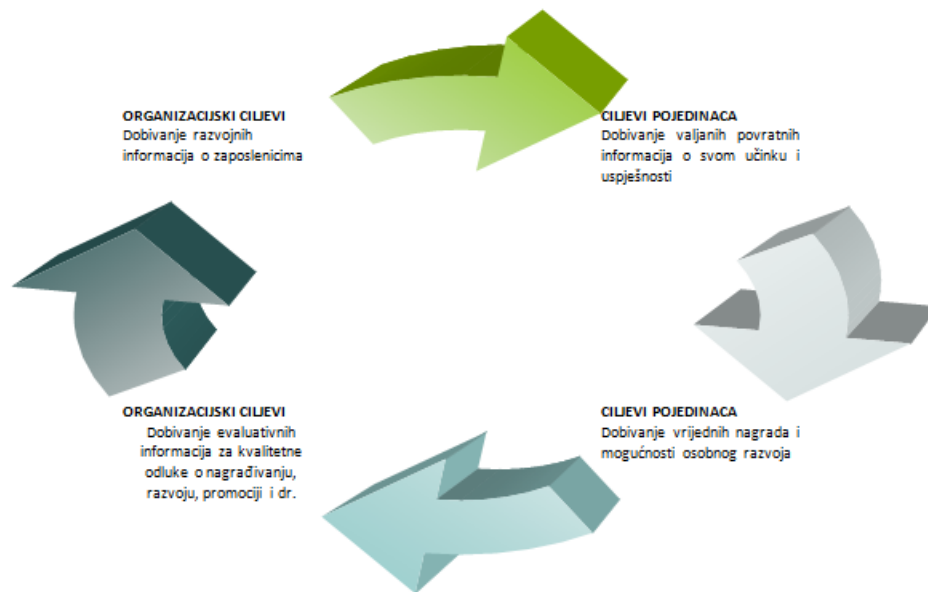 ORGANIZACIJSKI CILJEVI
Dobivanje razvojnih
informacija o zaposlenicima
CILJEVI POJEDINACA
Dobivanje valjanih povratnih
informacija o svom učinku i
uspješnosti
ORGANIZACIJSKI CILJEVI
Dobivanje evaluativnih
informacija za kvalitetne
odluke o nagrađivanju,
razvoju, promociji i dr.
CILJEVI POJEDINACA
Dobivanje vrijednih nagrada i
mogućnosti osobnog razvoja